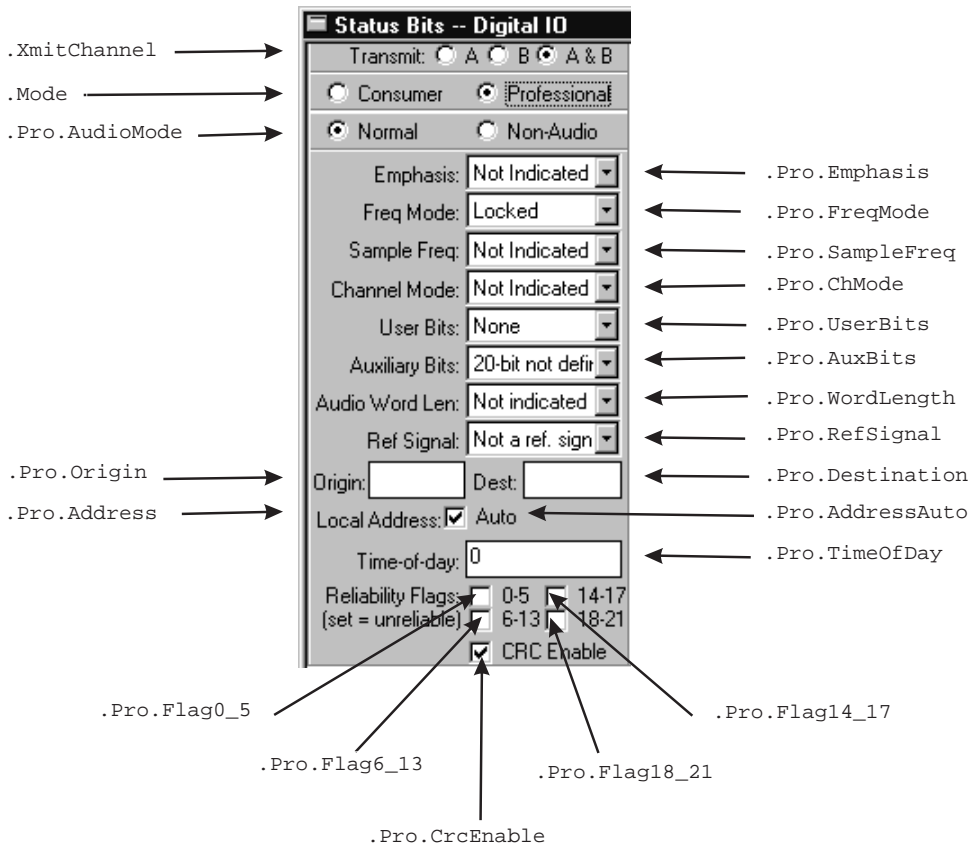 Status Bits -- Digital IO
.XmitChannel
Transmit: A B A & B
.Mode
Consumer Professional
.Pro.AudioMode
Normal Non-Audio
Emphasis: Not Indicated
.Pro.Emphasis
Freq Mode: Locked
.Pro.FreqMode
Sample Freq: Not Indicated
.Pro.SampleFreq
Channel Mode: Not Indicated
.Pro.ChMode
User Bits: None
.Pro.UserBits
Auxiliary Bits: 20-bit not defir
.Pro.AuxBits
Audio Word Len: Not indicated
.Pro.WordLength
Ref Signal: Not a ref. sign
.Pro.RefSignal
.Pro.Origin
Origin: Dest:
.Pro.Destination
.Pro.Address
Local Address: Auto
.Pro.AddressAuto
Time-of-day: 0
.Pro.TimeOfDay
Reliability Flags: 0-5 14-17
(set = unreliable) 6-13 18-21
CRC Enable
.Pro.Flag0_5
.Pro.Flag14_17
.Pro.Flag6_13
.Pro.Flag18_21
.Pro.CrcEnable